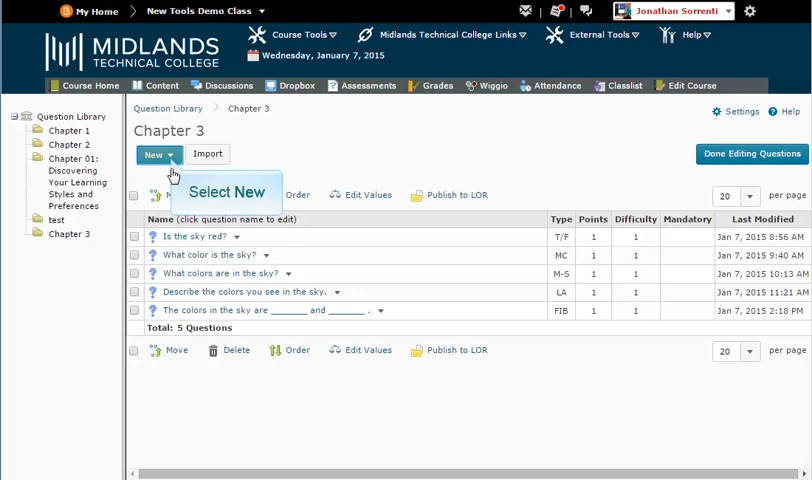 My Home New Tools Demo Class Jonathan Sorrenti
MIDLANDS
TECHNICAL COLLEGE
Course Tools Midlands Technical College Links External Tools Help
Wednesday, January 7, 2015
Course Home Content Discussions Dropbox Assessments Grades Wiggio Attendance Classlist Edit Course
Question Library
Chapter 1
Chapter 2
Chapter 01:
Discovering
Your Learning
Styles and
Preferences
test
Chapter 3
Question Library Chapter 3
Settings Help
Chapter 3
New Import Done Editing Questions
Select New
Order Edit Values Publish to LOR 20 per page
Name (click question name to edit) Type Points Difficulty Mandatory Last Modified
Is the sky red? T/F 1 1 Jan 7, 2015 8:56 AM
What color is the sky? MC 1 1 Jan 7, 2015 9:40 AM
What colors are in the sky? M-S 1 1 Jan 7, 2015 10:13 AM
Describe the colors you see in the sky. LA 1 1 Jan 7, 2015 11:21 AM
The colors in the sky are _______ and _______ . FIB 1 1 Jan 7, 2015 2:18 PM
Total: 5 Questions
Move Delete Order Edit Values Publish to LOR 20 per page